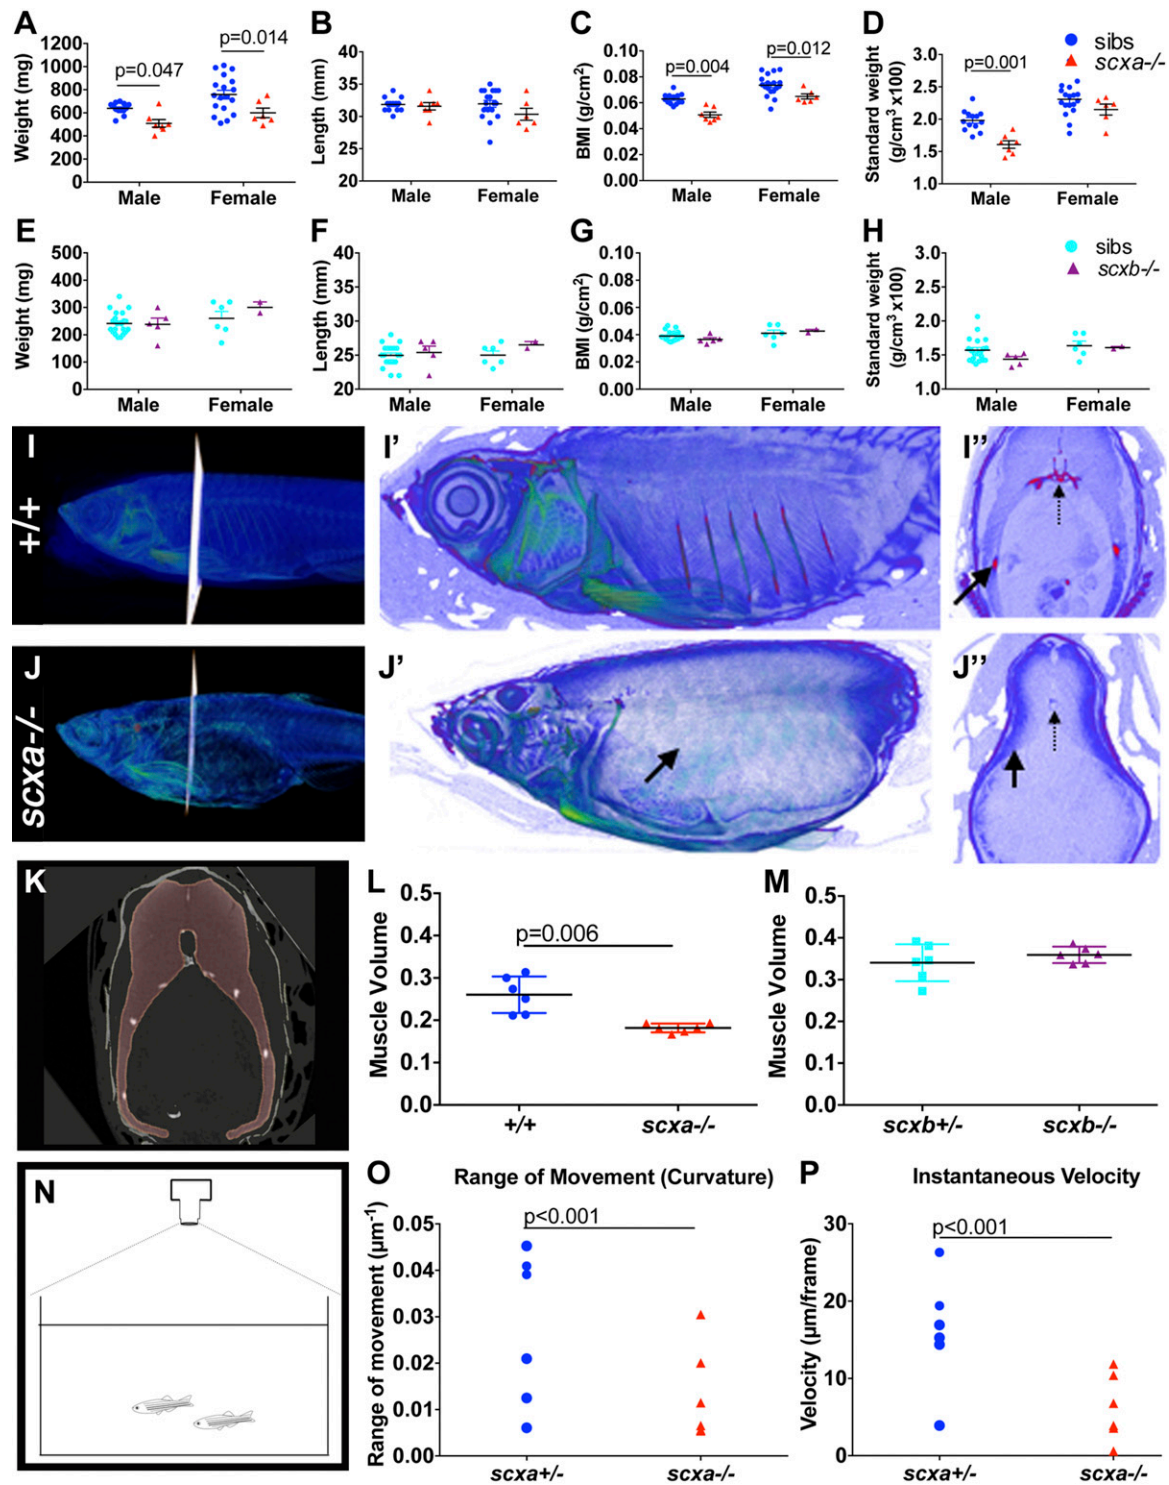 A
Weight (mg)
1200
1000
800
600
400
200
0
p=0.047
p=0.014
Male
Female
B
Length (mm)
40
35
30
25
20
Male
Female
C
BMI (g/cm²)
0.10
0.08
0.06
0.04
0.02
0.00
p=0.004
p=0.012
Male
Female
D
Standard weight
(g/cm³ x100)
3.0
2.5
2.0
1.5
1.0
p=0.001
Male
Female
sibs
scxa-/-
E
Weight (mg)
500
400
300
200
100
0
Male
Female
F
Length (mm)
40
35
30
25
20
Male
Female
G
BMI (g/cm²)
0.10
0.08
0.06
0.04
0.02
0.00
Male
Female
H
Standard weight
(g/cm³ x100)
3.0
2.5
2.0
1.5
1.0
Male
Female
sibs
scxb-/-
I
+/+
I'
I''
J
scxa-/-
J'
J''
K
L
Muscle Volume
0.5
0.4
0.3
0.2
0.1
0.0
p=0.006
+/+
scxa-/-
M
Muscle Volume
0.5
0.4
0.3
0.2
0.1
0.0
scxb+/-
scxb-/-
N
O
Range of Movement (Curvature)
Range of movement (µm⁻¹)
0.05
0.04
0.03
0.02
0.01
0.00
p<0.001
scxa+/-
scxa-/-
P
Instantaneous Velocity
Velocity (µm/frame)
30
20
10
0
p<0.001
scxa+/-
scxa-/-